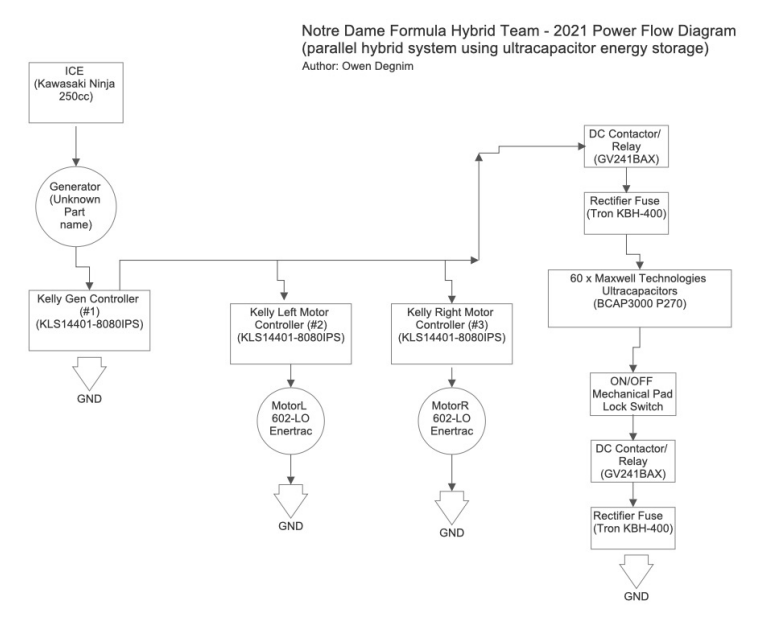 Notre Dame Formula Hybrid Team - 2021 Power Flow Diagram
(parallel hybrid system using ultracapacitor energy storage)
Author: Owen Degnim
ICE
(Kawasaki Ninja
250cc)
Generator
(Unknown
Part
name)
Kelly Gen Controller
(#1)
(KLS14401-8080IPS)
GND
Kelly Left Motor
Controller (#2)
(KLS14401-8080IPS)
MotorL
602-LO
Enertrac
GND
Kelly Right Motor
Controller (#3)
(KLS14401-8080IPS)
MotorR
602-LO
Enertrac
GND
DC Contactor/
Relay
(GV241BAX)
Rectifier Fuse
(Tron KBH-400)
60 x Maxwell Technologies
Ultracapacitors
(BCAP3000 P270)
ON/OFF
Mechanical Pad
Lock Switch
DC Contactor/
Relay
(GV241BAX)
Rectifier Fuse
(Tron KBH-400)
GND